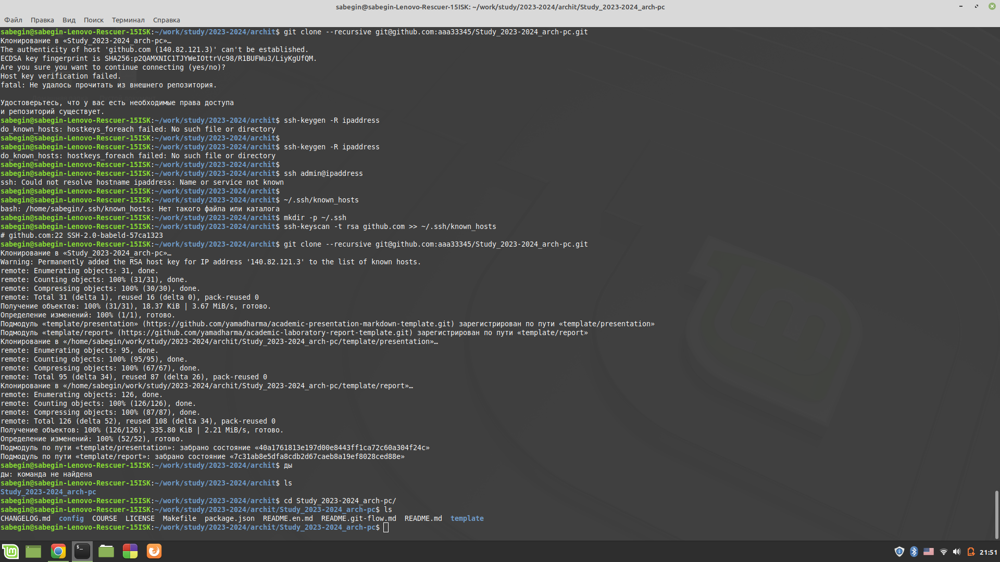 sabegin@sabegin-Lenovo-Rescuer-15ISK: ~/work/study/2023-2024/archit/Study_2023-2024_arch-pc
Файл Правка Вид Поиск Терминал Справка
sabegin@sabegin-Lenovo-Rescuer-15ISK:~/work/study/2023-2024/archit$ git clone --recursive git@github.com:aaa33345/Study_2023-2024_arch-pc.git
Клонирование в «Study_2023-2024_arch-pc»…
The authenticity of host 'github.com (140.82.121.3)' can't be established.
ECDSA key fingerprint is SHA256:p2QAMXNIC1TJYWeIOttrVc98/R1BUFWu3/LiyKgUfQM.
Are you sure you want to continue connecting (yes/no)?
Host key verification failed.
fatal: Не удалось прочитать из внешнего репозитория.
Удостоверьтесь, что у вас есть необходимые права доступа
и репозиторий существует.
sabegin@sabegin-Lenovo-Rescuer-15ISK:~/work/study/2023-2024/archit$ ssh-keygen -R ipaddress
do_known_hosts: hostkeys_foreach failed: No such file or directory
sabegin@sabegin-Lenovo-Rescuer-15ISK:~/work/study/2023-2024/archit$
sabegin@sabegin-Lenovo-Rescuer-15ISK:~/work/study/2023-2024/archit$ ssh-keygen -R ipaddress
do_known_hosts: hostkeys_foreach failed: No such file or directory
sabegin@sabegin-Lenovo-Rescuer-15ISK:~/work/study/2023-2024/archit$
sabegin@sabegin-Lenovo-Rescuer-15ISK:~/work/study/2023-2024/archit$ ssh admin@ipaddress
ssh: Could not resolve hostname ipaddress: Name or service not known
sabegin@sabegin-Lenovo-Rescuer-15ISK:~/work/study/2023-2024/archit$
sabegin@sabegin-Lenovo-Rescuer-15ISK:~/work/study/2023-2024/archit$ ~/.ssh/known_hosts
bash: /home/sabegin/.ssh/known_hosts: Нет такого файла или каталога
sabegin@sabegin-Lenovo-Rescuer-15ISK:~/work/study/2023-2024/archit$ mkdir -p ~/.ssh
sabegin@sabegin-Lenovo-Rescuer-15ISK:~/work/study/2023-2024/archit$ ssh-keyscan -t rsa github.com >> ~/.ssh/known_hosts
# github.com:22 SSH-2.0-babeld-57ca1323
sabegin@sabegin-Lenovo-Rescuer-15ISK:~/work/study/2023-2024/archit$ git clone --recursive git@github.com:aaa33345/Study_2023-2024_arch-pc.git
Клонирование в «Study_2023-2024_arch-pc»…
Warning: Permanently added the RSA host key for IP address '140.82.121.3' to the list of known hosts.
remote: Enumerating objects: 31, done.
remote: Counting objects: 100% (31/31), done.
remote: Compressing objects: 100% (30/30), done.
remote: Total 31 (delta 1), reused 16 (delta 0), pack-reused 0
Получение объектов: 100% (31/31), 18.37 KiB | 3.67 MiB/s, готово.
Определение изменений: 100% (1/1), готово.
Подмодуль «template/presentation» (https://github.com/yamadharma/academic-presentation-markdown-template.git) зарегистрирован по пути «template/presentation»
Подмодуль «template/report» (https://github.com/yamadharma/academic-laboratory-report-template.git) зарегистрирован по пути «template/report»
Клонирование в «/home/sabegin/work/study/2023-2024/archit/Study_2023-2024_arch-pc/template/presentation»…
remote: Enumerating objects: 95, done.
remote: Counting objects: 100% (95/95), done.
remote: Compressing objects: 100% (67/67), done.
remote: Total 95 (delta 34), reused 87 (delta 26), pack-reused 0
Клонирование в «/home/sabegin/work/study/2023-2024/archit/Study_2023-2024_arch-pc/template/report»…
remote: Enumerating objects: 126, done.
remote: Counting objects: 100% (126/126), done.
remote: Compressing objects: 100% (87/87), done.
remote: Total 126 (delta 52), reused 108 (delta 34), pack-reused 0
Получение объектов: 100% (126/126), 335.80 KiB | 2.21 MiB/s, готово.
Определение изменений: 100% (52/52), готово.
Подмодуль по пути «template/presentation»: забрано состояние «40a1761813e197d00e8443ff1ca72c60a304f24c»
Подмодуль по пути «template/report»: забрано состояние «7c31ab8e5dfa8cdb2d67caeb8a19ef8028ced88e»
sabegin@sabegin-Lenovo-Rescuer-15ISK:~/work/study/2023-2024/archit$ ды
ды: команда не найдена
sabegin@sabegin-Lenovo-Rescuer-15ISK:~/work/study/2023-2024/archit$ ls
Study_2023-2024_arch-pc
sabegin@sabegin-Lenovo-Rescuer-15ISK:~/work/study/2023-2024/archit$ cd Study_2023-2024_arch-pc/
sabegin@sabegin-Lenovo-Rescuer-15ISK:~/work/study/2023-2024/archit/Study_2023-2024_arch-pc$ ls
CHANGELOG.md config COURSE LICENSE Makefile package.json README.en.md README.git-flow.md README.md template
sabegin@sabegin-Lenovo-Rescuer-15ISK:~/work/study/2023-2024/archit/Study_2023-2024_arch-pc$
21:51